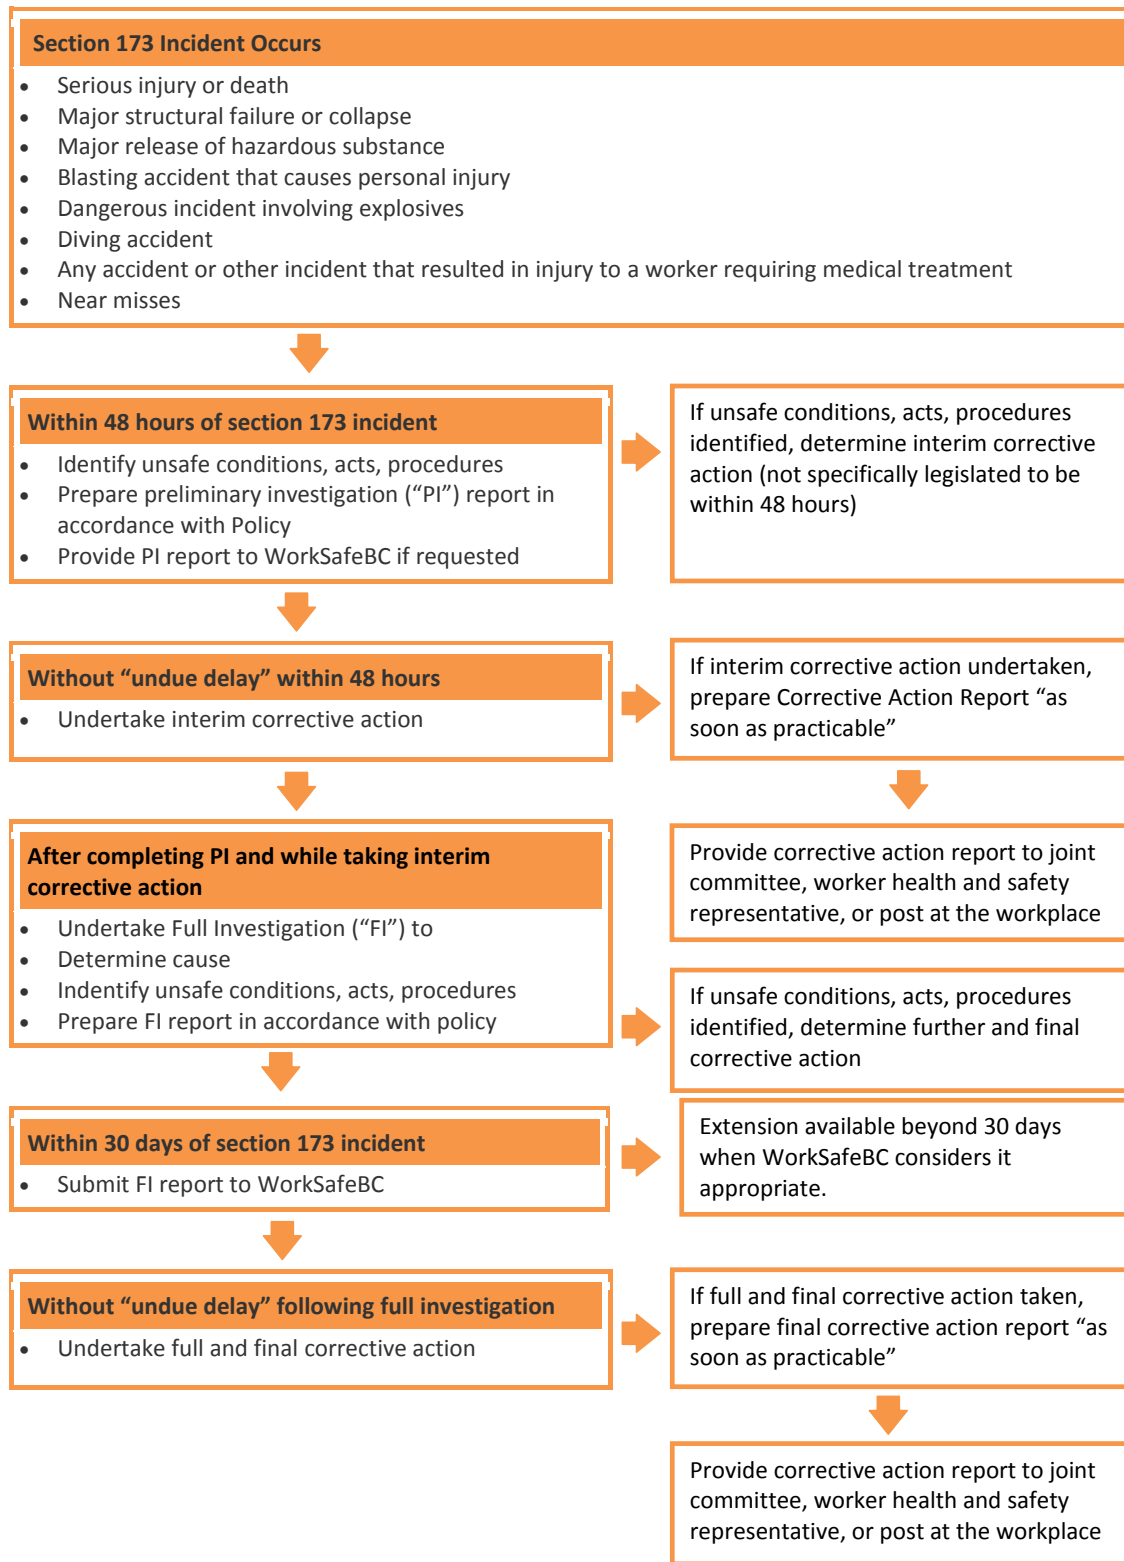 Section 173 Incident Occurs
• Serious injury or death
• Major structural failure or collapse
• Major release of hazardous substance
• Blasting accident that causes personal injury
• Dangerous incident involving explosives
• Diving accident
• Any accident or other incident that resulted in injury to a worker requiring medical treatment
• Near misses
Within 48 hours of section 173 incident
• Identify unsafe conditions, acts, procedures
• Prepare preliminary investigation (“PI”) report in
accordance with Policy
• Provide PI report to WorkSafeBC if requested
If unsafe conditions, acts, procedures
identified, determine interim corrective
action (not specifically legislated to be
within 48 hours)
Without “undue delay” within 48 hours
• Undertake interim corrective action
If interim corrective action undertaken,
prepare Corrective Action Report “as
soon as practicable”
Provide corrective action report to joint
committee, worker health and safety
representative, or post at the workplace
After completing PI and while taking interim
corrective action
• Undertake Full Investigation (“FI”) to
• Determine cause
• Indentify unsafe conditions, acts, procedures
• Prepare FI report in accordance with policy
If unsafe conditions, acts, procedures
identified, determine further and final
corrective action
Within 30 days of section 173 incident
• Submit FI report to WorkSafeBC
Extension available beyond 30 days
when WorkSafeBC considers it
appropriate.
Without “undue delay” following full investigation
• Undertake full and final corrective action
If full and final corrective action taken,
prepare final corrective action report “as
soon as practicable”
Provide corrective action report to joint
committee, worker health and safety
representative, or post at the workplace